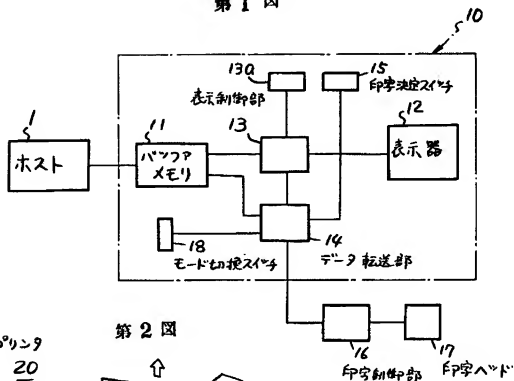 第1図
10
13a
表示制御部
15
印字決定スイッチ
1
ホスト
11
バッファ
メモリ
13
12
表示器
18
モード切換スイッチ
14
データ転送部
16
印字制御部
17
印字ヘッド
第2図
プリンタ
20